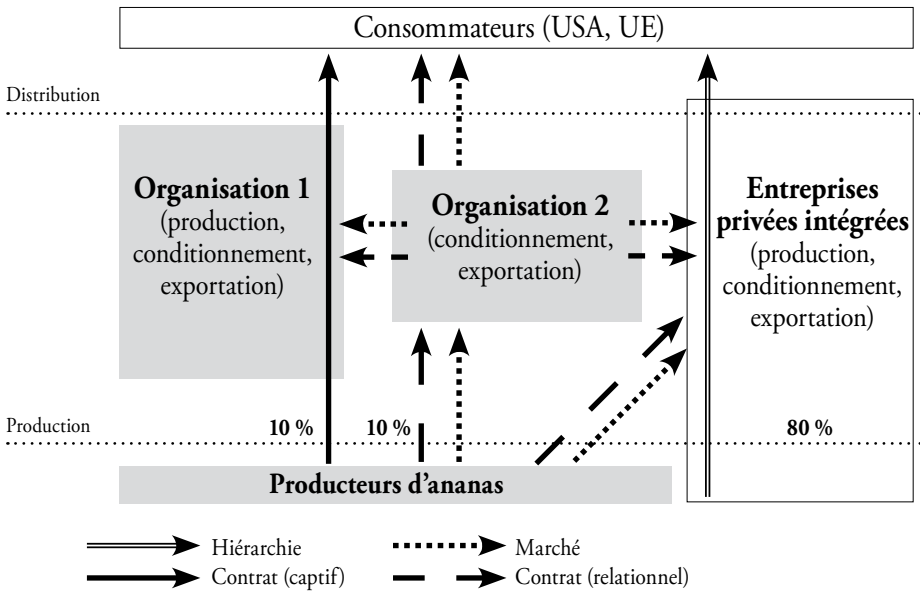 Consommateurs (USA, UE)
Distribution
Organisation 1
(production,
conditionnement,
exportation)
Organisation 2
(conditionnement,
exportation)
Entreprises
privées intégrées
(production,
conditionnement,
exportation)
Production
10 %
10 %
80 %
Producteurs d'ananas
Hiérarchie
Marché
Contrat (captif)
Contrat (relationnel)